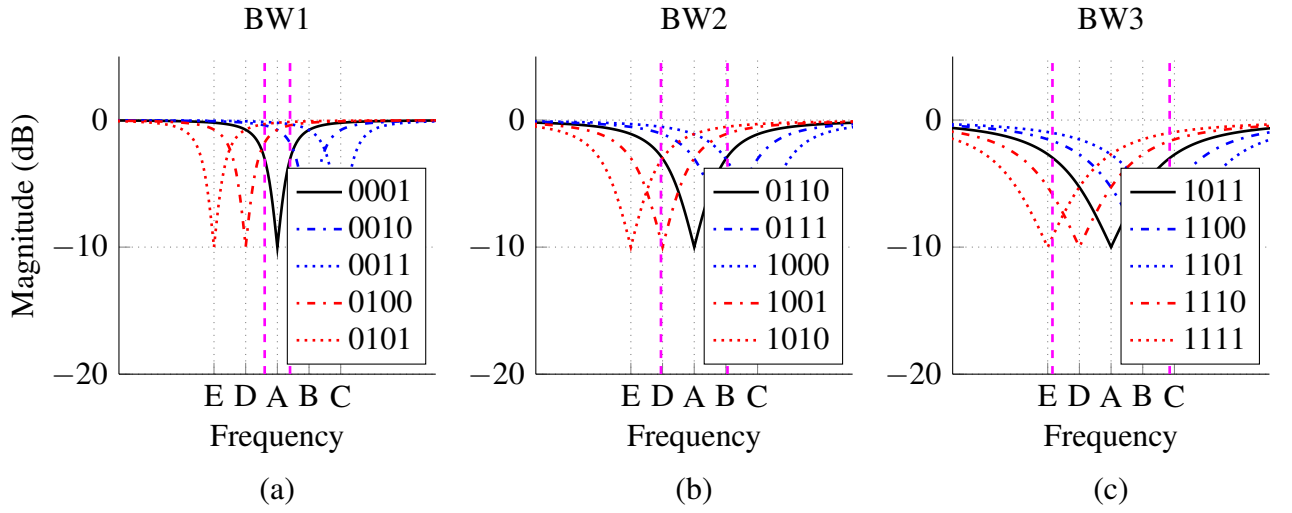 BW1
BW2
BW3
Magnitude (dB)
0
−10
−20
0001
0010
0011
0100
0101
E D A B C
Frequency
(a)
0
−10
−20
0110
0111
1000
1001
1010
E D A B C
Frequency
(b)
0
−10
−20
1011
1100
1101
1110
1111
E D A B C
Frequency
(c)